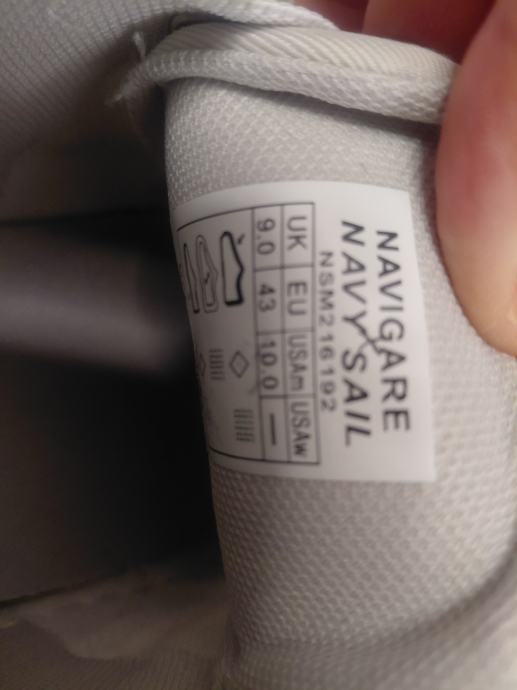 NAVIGARE
NAVY SAIL
NSM216192
UK EU USAm USAw
9.0 43 10.0 —